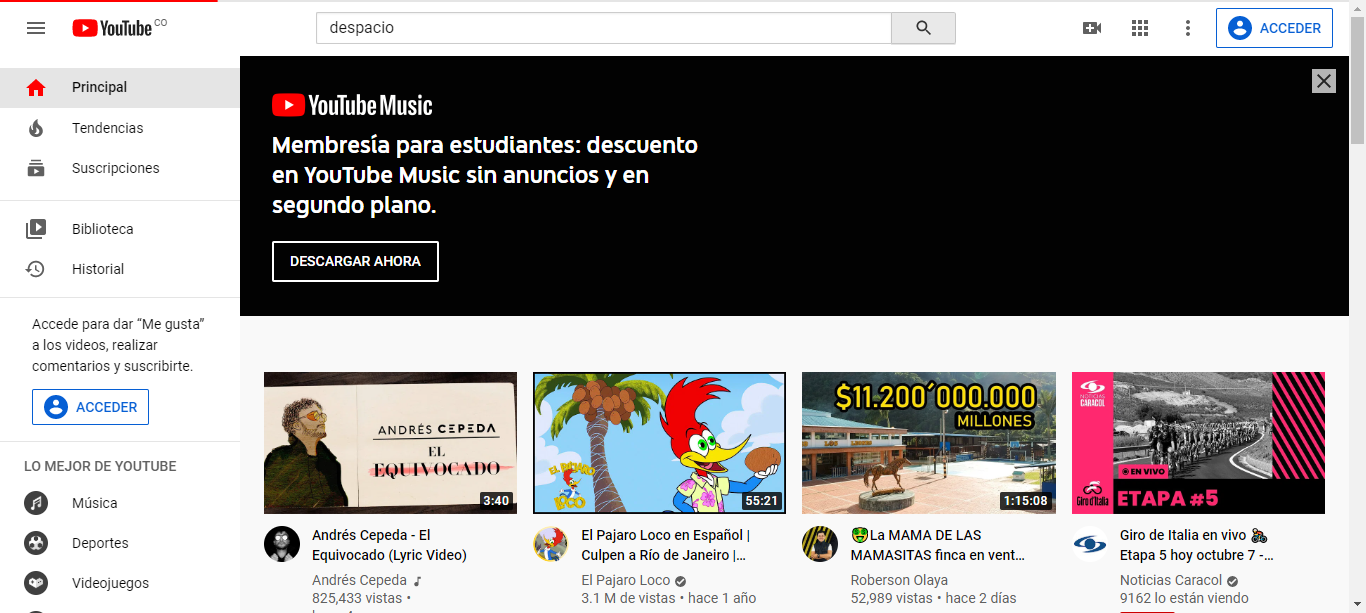 YouTube CO
despacio
ACCEDER
Principal
Tendencias
Suscripciones
Biblioteca
Historial
Accede para dar “Me gusta”
a los videos, realizar
comentarios y suscribirte.
ACCEDER
LO MEJOR DE YOUTUBE
Música
Deportes
Videojuegos
YouTube Music
Membresía para estudiantes: descuento
en YouTube Music sin anuncios y en
segundo plano.
DESCARGAR AHORA
ANDRÉS CEPEDA
EL
EQUIVOCADO
3:40
Andrés Cepeda - El
Equivocado (Lyric Video)
Andrés Cepeda
825,433 vistas •
EL PAJARO
LOCO
55:21
El Pajaro Loco en Español |
Culpen a Río de Janeiro |...
El Pajaro Loco
3.1 M de vistas • hace 1 año
$11.200´000.000
MILLONES
1:15:08
🤑La MAMA DE LAS
MAMASITAS finca en vent...
Roberson Olaya
52,989 vistas • hace 2 días
NOTICIAS
CARACOL
EN VIVO
Giro d'Italia
ETAPA #5
Giro de Italia en vivo 🚴
Etapa 5 hoy octubre 7 -...
Noticias Caracol
9162 lo están viendo